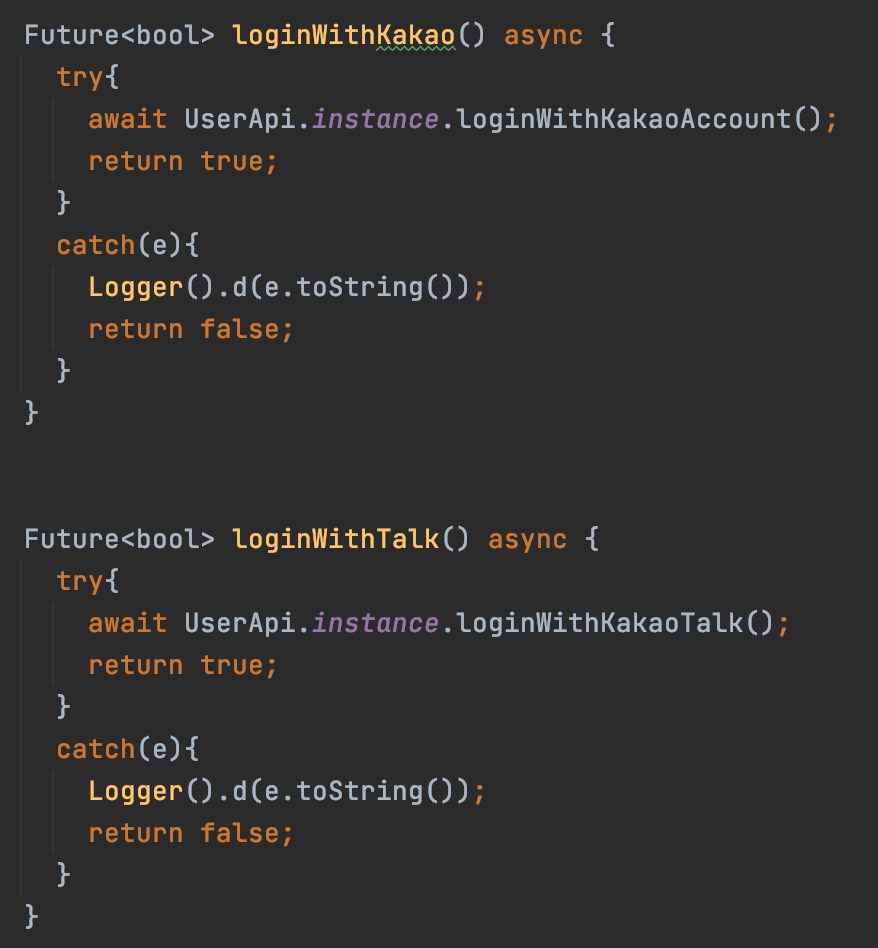 Future<bool> loginWithKakao() async {
  try{
    await UserApi.instance.loginWithKakaoAccount();
    return true;
  }
  catch(e){
    Logger().d(e.toString());
    return false;
  }
}
Future<bool> loginWithTalk() async {
  try{
    await UserApi.instance.loginWithKakaoTalk();
    return true;
  }
  catch(e){
    Logger().d(e.toString());
    return false;
  }
}